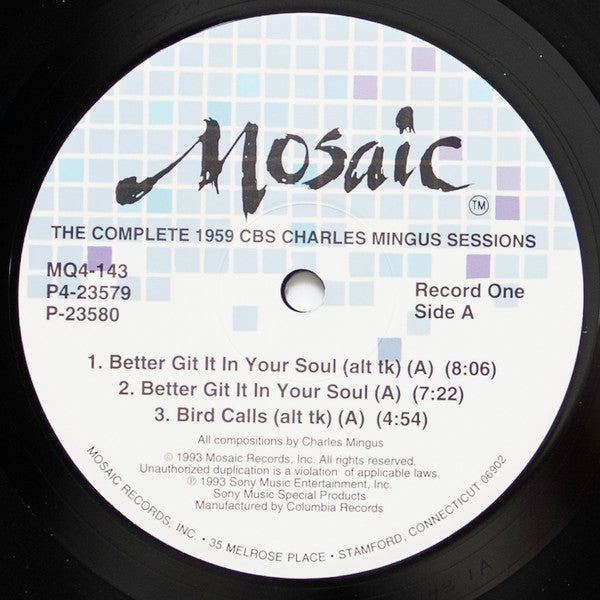 Mosaic
TM
THE COMPLETE 1959 CBS CHARLES MINGUS SESSIONS
MQ4-143
P4-23579
P-23580
Record One
Side A
1. Better Git It In Your Soul (alt tk) (A) (8:06)
2. Better Git It In Your Soul (A) (7:22)
3. Bird Calls (alt tk) (A) (4:54)
All compositions by Charles Mingus
© 1993 Mosaic Records, Inc. All rights reserved.
Unauthorized duplication is a violation of applicable laws.
℗ 1993 Sony Music Entertainment, Inc.
Sony Music Special Products
Manufactured by Columbia Records
MOSAIC RECORDS, INC. • 35 MELROSE PLACE • STAMFORD, CONNECTICUT 06902